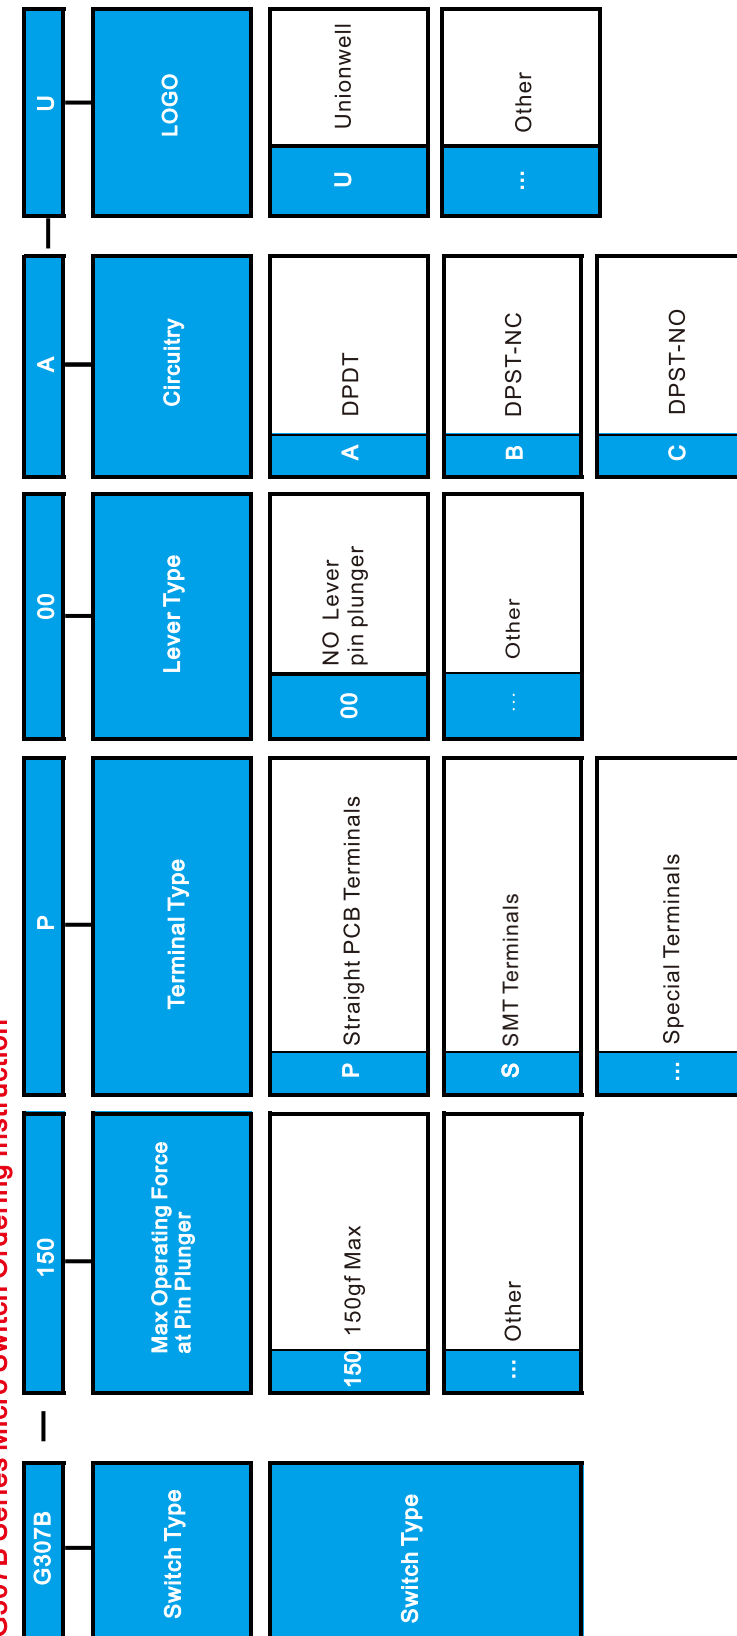 G307B Series Micro Switch Ordering Instruction
G307B — 150 P 00 A — U
Switch Type
Max Operating Force
at Pin Plunger
Terminal Type
Lever Type
Circuitry
LOGO
Switch Type
150 150gf Max
... Other
P Straight PCB Terminals
S SMT Terminals
... Special Terminals
00 NO Lever
pin plunger
... Other
A DPDT
B DPST-NC
C DPST-NO
U Unionwell
... Other